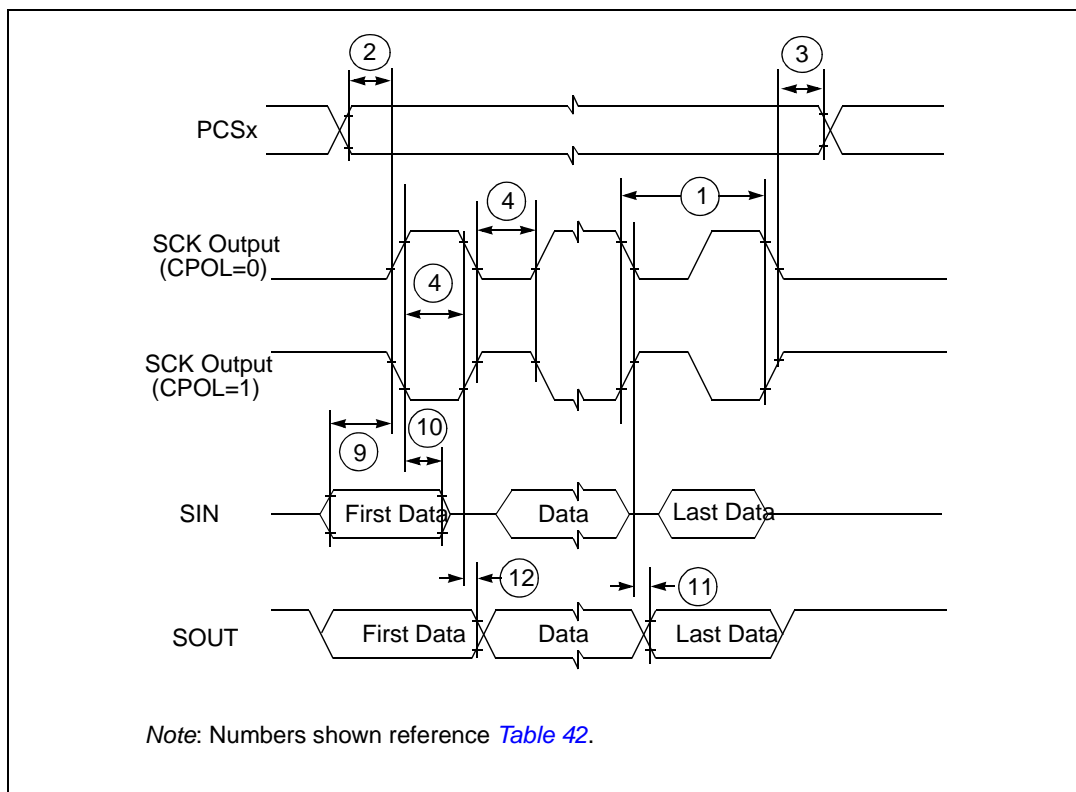 2
3
PCSx
4
1
SCK Output
(CPOL=0)
4
SCK Output
(CPOL=1)
9
10
SIN
First Data
Data
Last Data
12
11
SOUT
First Data
Data
Last Data
Note: Numbers shown reference Table 42.